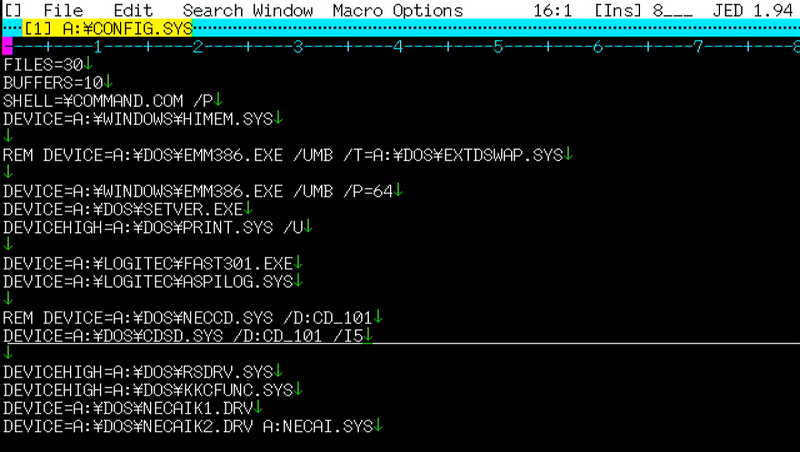 [] File Edit Search Window Macro Options 16:1 [Ins] 8___ JED 1.94
[1] A:¥CONFIG.SYS
1 2 3 4 5 6 7 8
FILES=30↓
BUFFERS=10↓
SHELL=¥COMMAND.COM /P↓
DEVICE=A:¥WINDOWS¥HIMEM.SYS↓
↓
REM DEVICE=A:¥DOS¥EMM386.EXE /UMB /T=A:¥DOS¥EXTDSWAP.SYS↓
↓
DEVICE=A:¥WINDOWS¥EMM386.EXE /UMB /P=64↓
DEVICE=A:¥DOS¥SETVER.EXE↓
DEVICEHIGH=A:¥DOS¥PRINT.SYS /U↓
↓
DEVICE=A:¥LOGITEC¥FAST301.EXE↓
DEVICE=A:¥LOGITEC¥ASPILOG.SYS↓
↓
REM DEVICE=A:¥DOS¥NECCD.SYS /D:CD_101↓
DEVICE=A:¥DOS¥CDSD.SYS /D:CD_101 /I5↓
↓
DEVICEHIGH=A:¥DOS¥RSDRV.SYS↓
DEVICEHIGH=A:¥DOS¥KKCFUNC.SYS↓
DEVICE=A:¥DOS¥NECAIK1.DRV↓
DEVICE=A:¥DOS¥NECAIK2.DRV A:NECAI.SYS↓